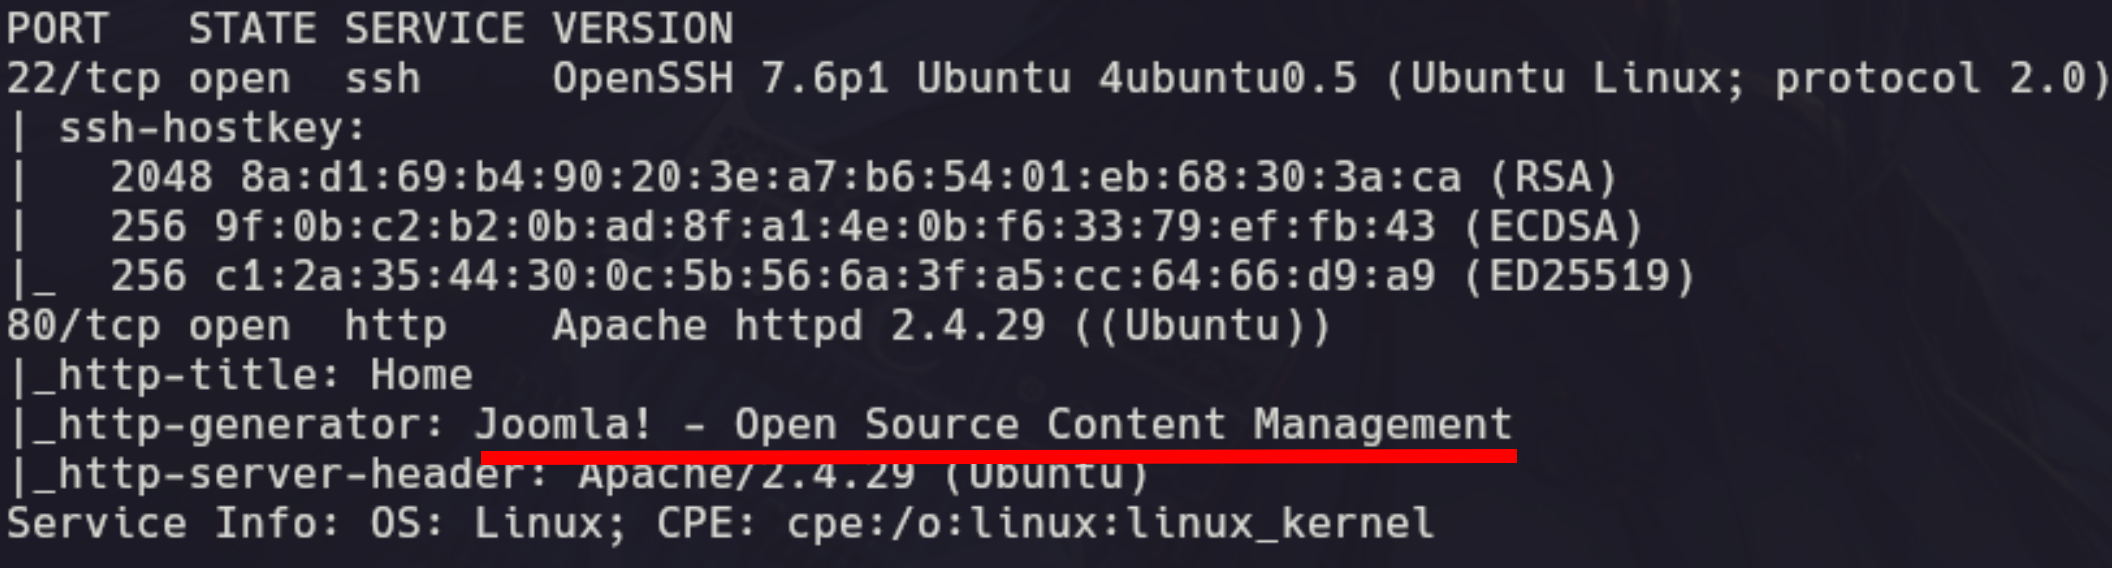 PORT   STATE SERVICE VERSION
22/tcp open  ssh     OpenSSH 7.6p1 Ubuntu 4ubuntu0.5 (Ubuntu Linux; protocol 2.0)
| ssh-hostkey:
|   2048 8a:d1:69:b4:90:20:3e:a7:b6:54:01:eb:68:30:3a:ca (RSA)
|   256 9f:0b:c2:b2:0b:ad:8f:a1:4e:0b:f6:33:79:ef:fb:43 (ECDSA)
|_  256 c1:2a:35:44:30:0c:5b:56:6a:3f:a5:cc:64:66:d9:a9 (ED25519)
80/tcp open  http    Apache httpd 2.4.29 ((Ubuntu))
|_http-title: Home
|_http-generator: Joomla! - Open Source Content Management
|_http-server-header: Apache/2.4.29 (Ubuntu)
Service Info: OS: Linux; CPE: cpe:/o:linux:linux_kernel